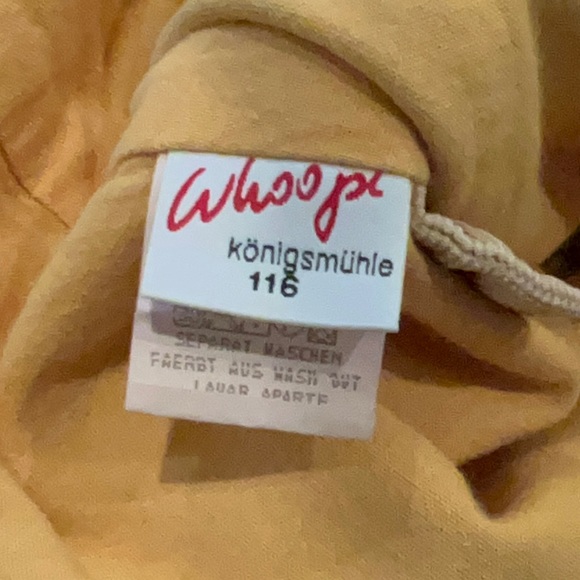 whoopi
königsmühle
116
SEPARAT WASCHEN
FAERBT AUS WASH OUT
LAVAR APARTE